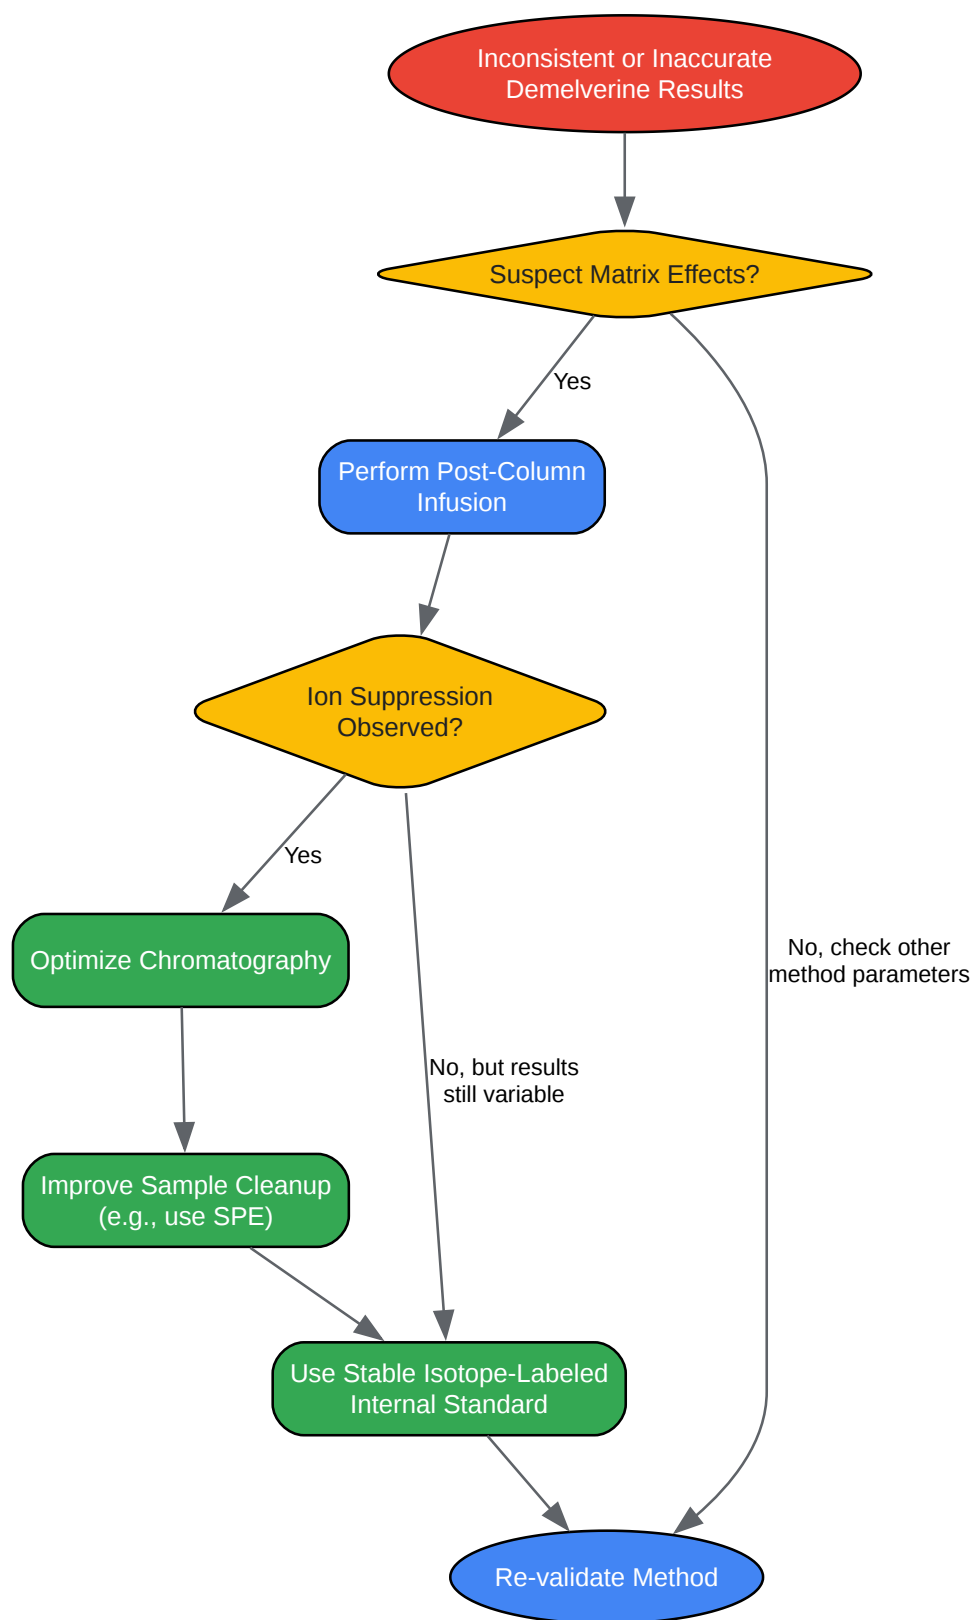 Inconsistent or Inaccurate
Demelverine Results
Suspect Matrix Effects?
Yes
Perform Post-Column
Infusion
Ion Suppression
Observed?
Yes
Optimize Chromatography
No, check other
method parameters
No, but results
still variable
Improve Sample Cleanup
(e.g., use SPE)
Use Stable Isotope-Labeled
Internal Standard
Re-validate Method